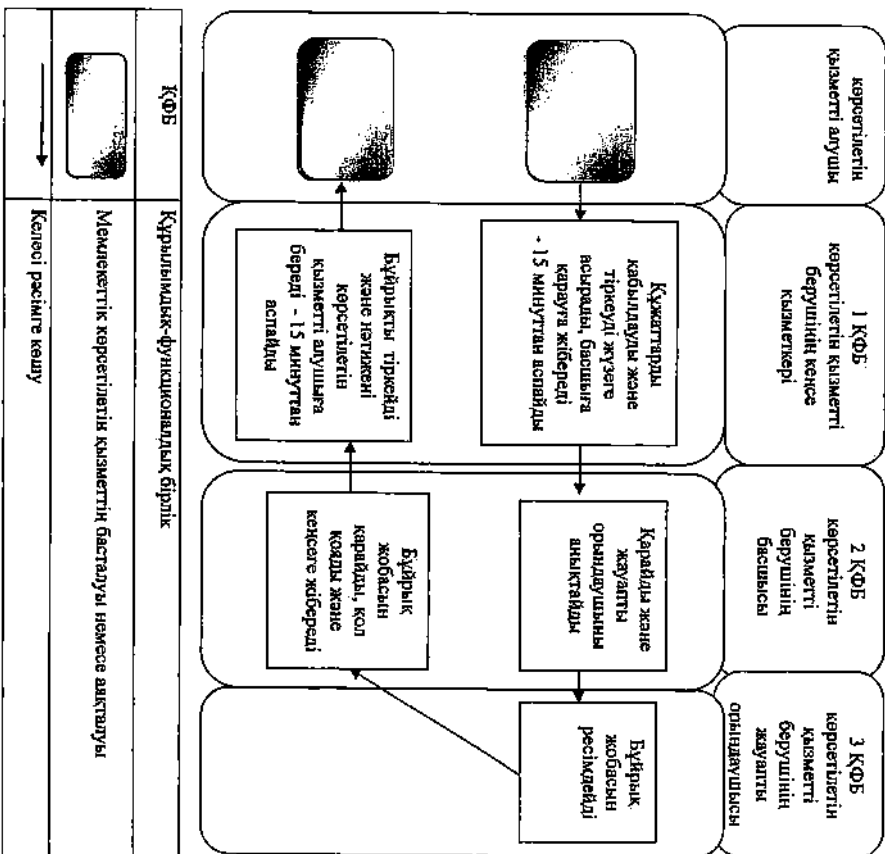 көрсетілетін
қызметті алушы
1 ҚФБ
көрсетілетін қызметті
берушінің кеңсе
қызметкері
2 ҚФБ
көрсетілетін
қызметті
берушінің
басшысы
3 ҚФБ
көрсетілетін
қызметті
берушінің
жауапты
орындаушысы
Құжаттарды
қабылдауды және
тіркеуді жүзеге
асырады, басшыға
қарауға жібереді
- 15 минуттан аспайды
Қарайды және
жауапты
орындаушыны
анықтайды
Бұйрық
жобасын
ресімдейді
Бұйрықты тіркейді
және нәтижені
көрсетілетін
қызметті алушыға
береді - 15 минуттан
аспайды
Бұйрық
жобасын
қарайды, қол
қояды және
кеңсеге жібереді
ҚФБ
Құрылымдық-функционалдық бірлік
Мемлекеттік көрсетілетін қызметтің басталуы немесе аяқталуы
Келесі рәсімге көшу